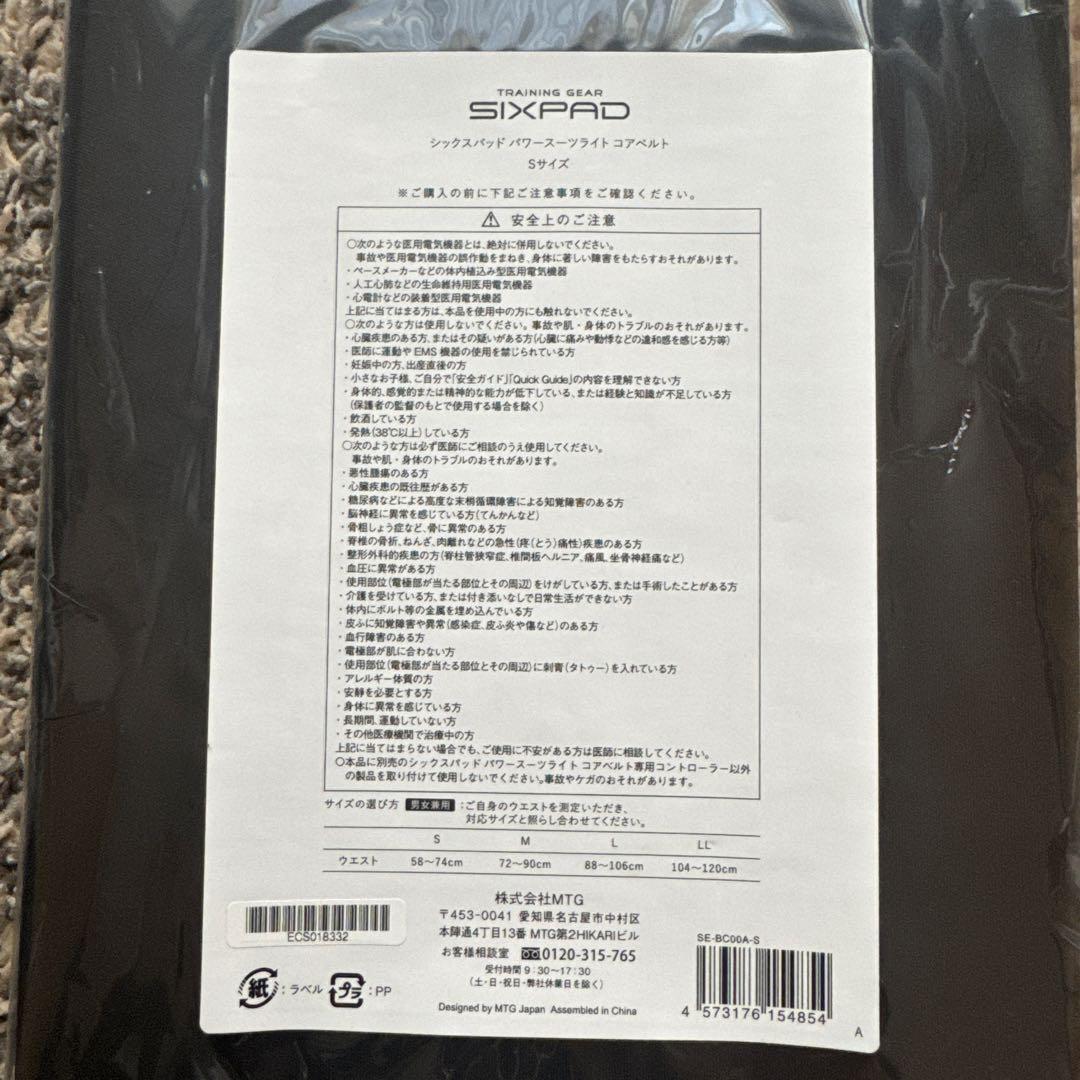 TRAINING GEAR
SIXPAD
シックスパッド パワースーツライト コアベルト
Sサイズ
※ご購入の前に下記ご注意事項をご確認ください。
⚠ 安全上のご注意
○次のような医用電気機器とは、絶対に併用しないでください。
事故や医用電気機器の誤作動をまねき、身体に著しい障害をもたらすおそれがあります。
・ペースメーカーなどの体内植込み型医用電気機器
・人工心肺などの生命維持用医用電気機器
・心電計などの装着型医用電気機器
上記に当てはまる方は、本品を使用中の方にも触れないでください。
○次のような方は使用しないでください。事故や肌・身体のトラブルのおそれがあります。
・心臓疾患のある方、またはその疑いがある方(心臓に痛みや動悸などの違和感を感じる方等)
・医師に運動や EMS 機器の使用を禁じられている方
・妊娠中の方、出産直後の方
・小さなお子様、ご自分で「安全ガイド」「Quick Guide」の内容を理解できない方
・身体的、感覚的または精神的な能力が低下している、または経験と知識が不足している方
(保護者の監督のもとで使用する場合を除く)
・飲酒している方
・発熱(38℃以上)している方
○次のような方は必ず医師にご相談のうえ使用してください。
事故や肌・身体のトラブルのおそれがあります。
・悪性腫瘍のある方
・心臓疾患の既往歴がある方
・糖尿病などによる高度な末梢循環障害による知覚障害のある方
・脳神経に異常を感じている方(てんかんなど)
・骨粗しょう症など、骨に異常のある方
・脊椎の骨折、ねんざ、肉離れなどの急性(疼(とう)痛性)疾患のある方
・整形外科的疾患の方(脊柱管狭窄症、椎間板ヘルニア、痛風、坐骨神経痛など)
・血圧に異常がある方
・使用部位(電極部が当たる部位とその周辺)をけがしている方、または手術したことがある方
・介護を受けている方、または付き添いなしで日常生活ができない方
・体内にボルト等の金属を埋め込んでいる方
・皮ふに知覚障害や異常(感染症、皮ふ炎や傷など)のある方
・血行障害のある方
・電極部が肌に合わない方
・使用部位(電極部が当たる部位とその周辺)に刺青(タトゥー)を入れている方
・アレルギー体質の方
・安静を必要とする方
・身体に異常を感じている方
・長期間、運動していない方
・その他医療機関で治療中の方
上記に当てはまらない場合でも、ご使用に不安がある方は医師に相談してください。
○本品に別売のシックスパッド パワースーツライト コアベルト専用コントローラー以外
の製品を取り付けて使用しないでください。事故やケガのおそれがあります。
サイズの選び方 男女兼用 :ご自身のウエストを測定いただき、
対応サイズと照らし合わせてください。
S M L LL
ウエスト 58〜74cm 72〜90cm 88〜106cm 104〜120cm
株式会社MTG
〒453-0041 愛知県名古屋市中村区
本陣通4丁目13番 MTG第2HIKARIビル
お客様相談室 0120-315-765
受付時間 9:30〜17:30
(土・日・祝日・弊社休業日を除く)
Designed by MTG Japan Assembled in China
ECS018332
紙 :ラベル プラ :PP
SE-BC00A-S
4 573176 154854
A